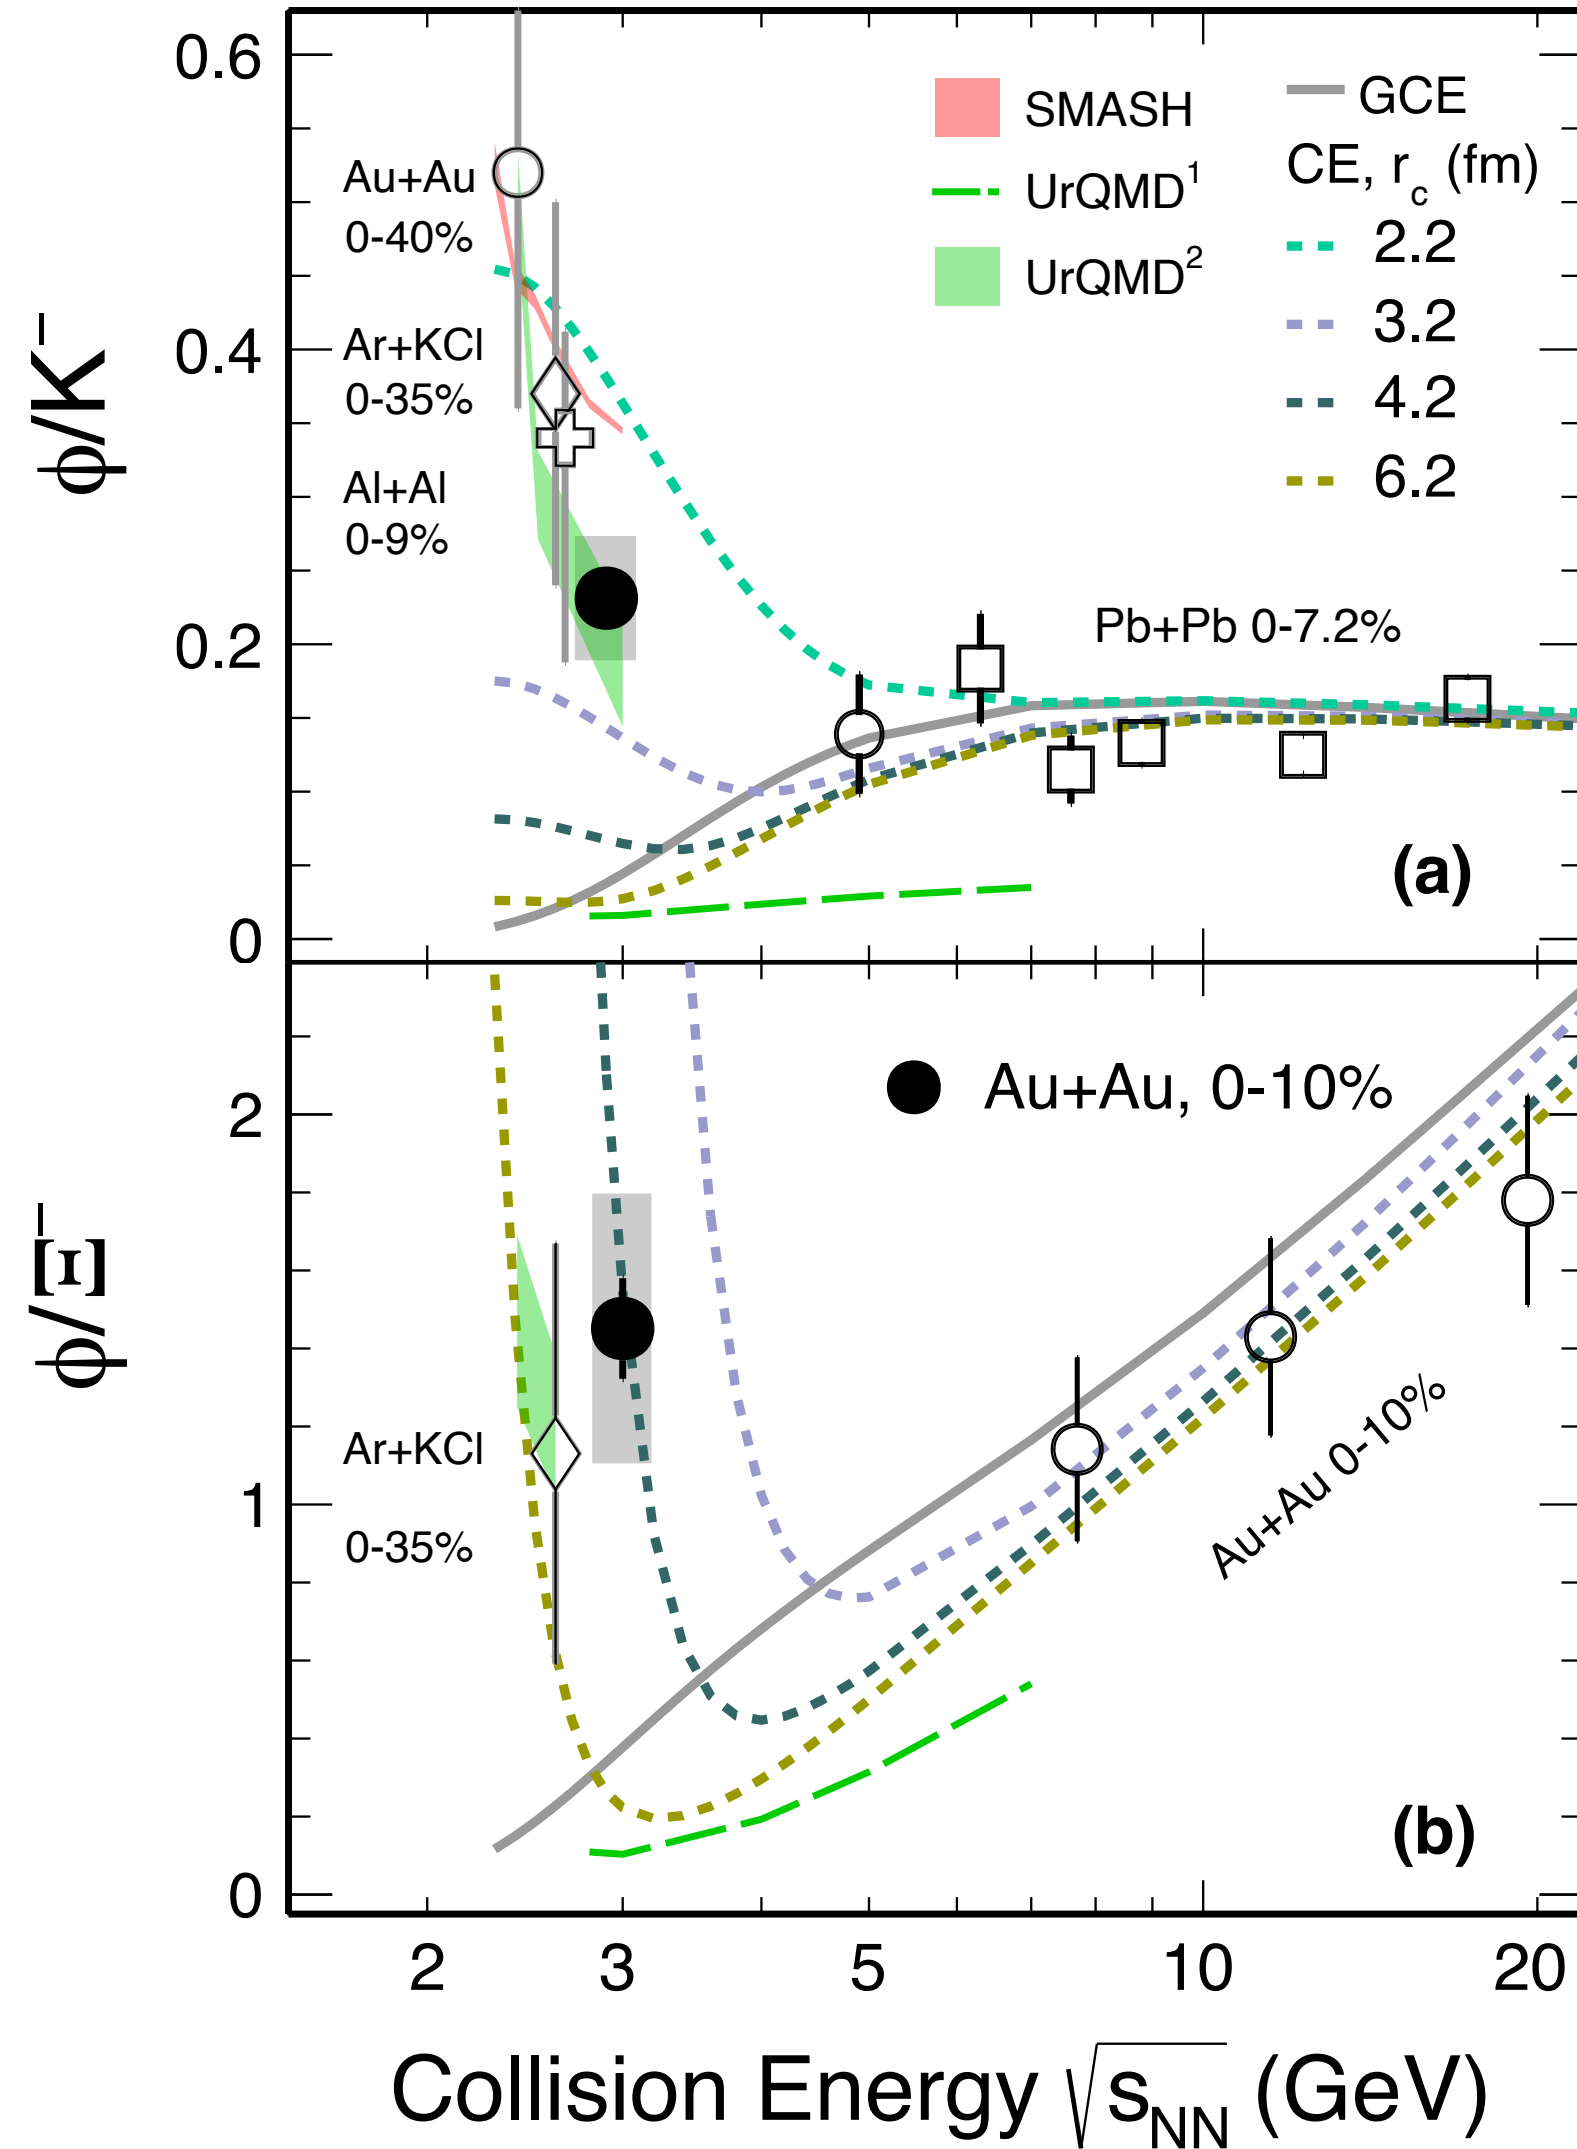 0.6
0.4
0.2
0
ϕ/K⁻
SMASH
UrQMD¹
UrQMD²
GCE
CE, r_c (fm)
2.2
3.2
4.2
6.2
Au+Au
0-40%
Ar+KCl
0-35%
Al+Al
0-9%
Pb+Pb 0-7.2%
(a)
2
1
0
ϕ/Ξ⁻
Au+Au, 0-10%
Ar+KCl
0-35%
Au+Au 0-10%
(b)
2 3 5 10 20
Collision Energy √s_NN (GeV)